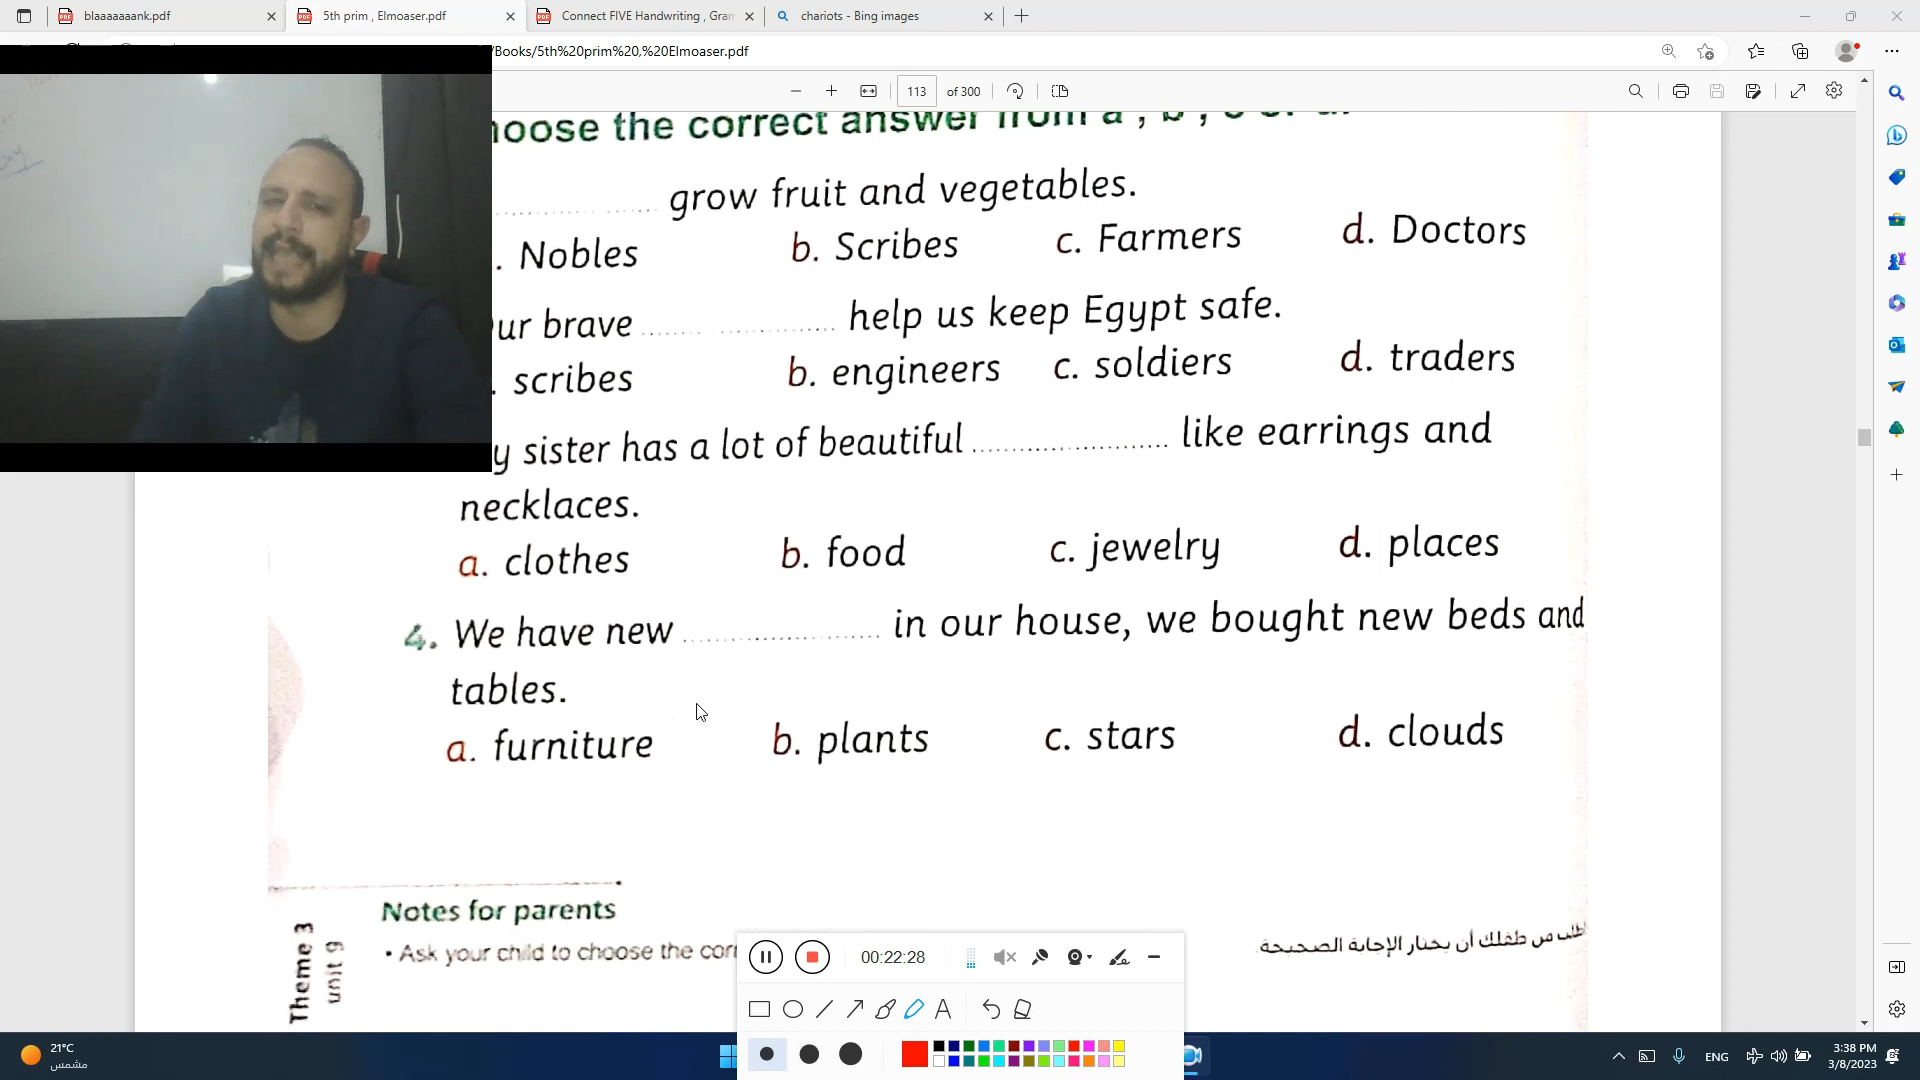 blaaaaaaank.pdf
5th prim , Elmoaser.pdf
Connect FIVE Handwriting , Gram
chariots - Bing images
/Books/5th%20prim%20,%20Elmoaser.pdf
113 of 300
hoose the correct answer from a , b , c or d.
grow fruit and vegetables.
. Nobles b. Scribes c. Farmers d. Doctors
ur brave help us keep Egypt safe.
. scribes b. engineers c. soldiers d. traders
y sister has a lot of beautiful like earrings and
necklaces.
a. clothes b. food c. jewelry d. places
4. We have new in our house, we bought new beds and
tables.
a. furniture b. plants c. stars d. clouds
Notes for parents
• Ask your child to choose the corr
اطلب من طفلك أن يختار الإجابة الصحيحة.
Theme 3
unit 9
00:22:28
21°C
مشمس
ENG
3:38 PM
3/8/2023